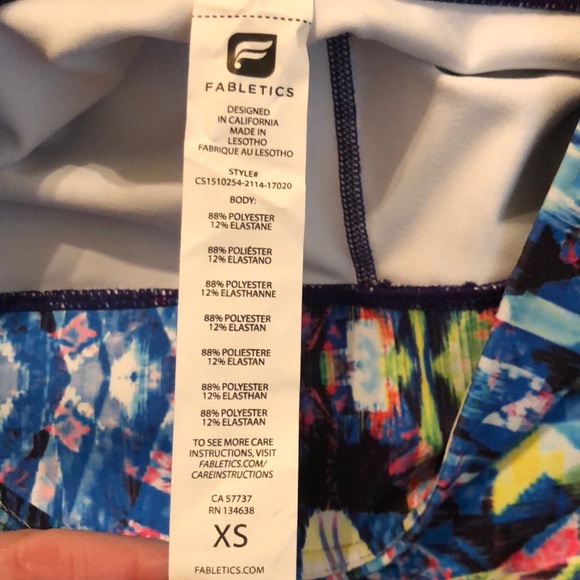 FABLETICS
DESIGNED
IN CALIFORNIA
MADE IN
LESOTHO
FABRIQUE AU LESOTHO
STYLE#
CS1510254-2114-17020
BODY:
88% POLYESTER
12% ELASTANE
88% POLIÉSTER
12% ELASTANO
88% POLYESTER
12% ELASTHANNE
88% POLYESTER
12% ELASTAN
88% POLIESTERE
12% ELASTAN
88% POLYESTER
12% ELASTHAN
88% POLYESTER
12% ELASTAAN
TO SEE MORE CARE
INSTRUCTIONS, VISIT
FABLETICS.COM/
CAREINSTRUCTIONS
CA 57737
RN 134638
XS
FABLETICS.COM